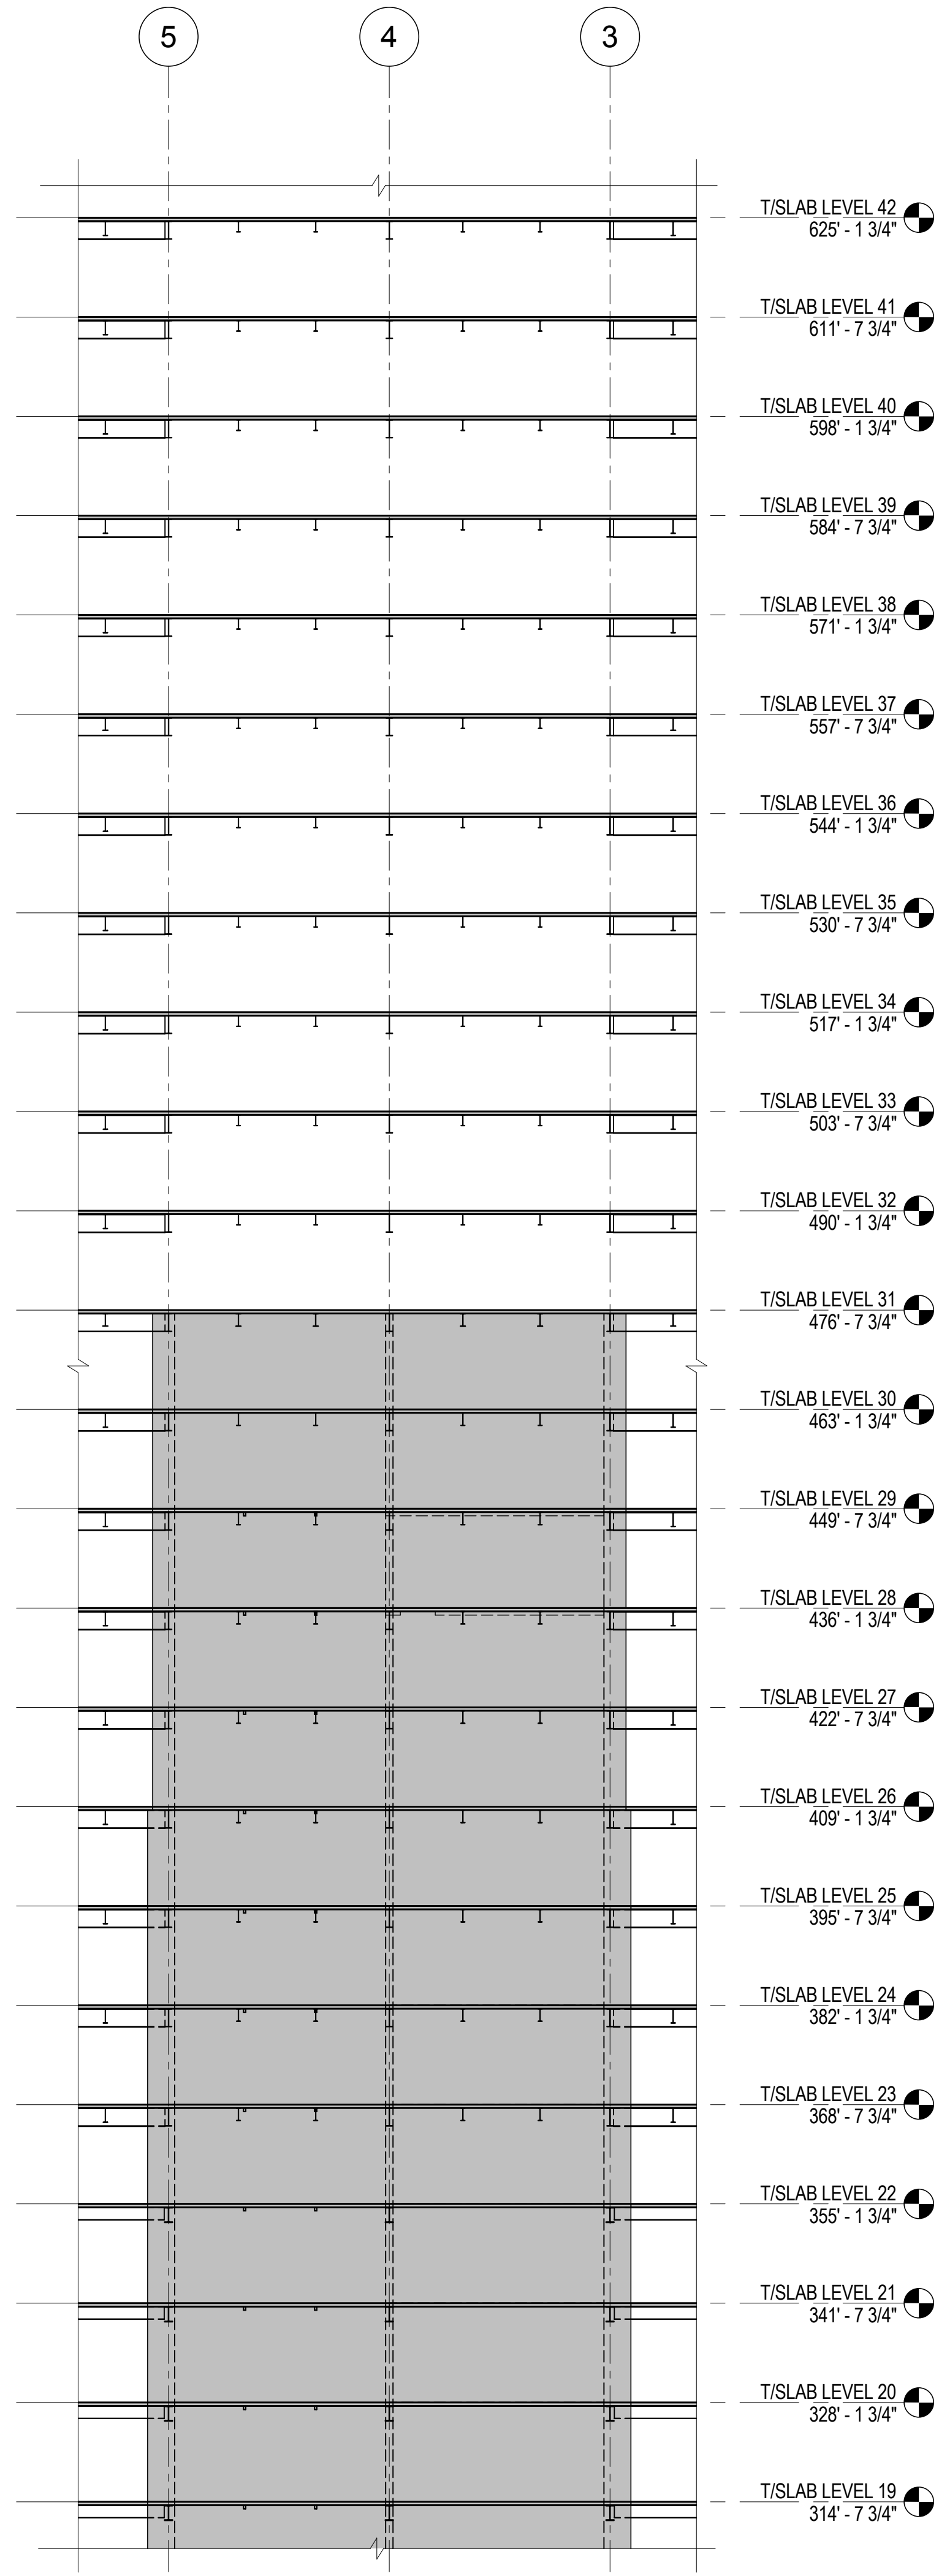 5 4 3
T/SLAB LEVEL 42
625' - 1 3/4"
T/SLAB LEVEL 41
611' - 7 3/4"
T/SLAB LEVEL 40
598' - 1 3/4"
T/SLAB LEVEL 39
584' - 7 3/4"
T/SLAB LEVEL 38
571' - 1 3/4"
T/SLAB LEVEL 37
557' - 7 3/4"
T/SLAB LEVEL 36
544' - 1 3/4"
T/SLAB LEVEL 35
530' - 7 3/4"
T/SLAB LEVEL 34
517' - 1 3/4"
T/SLAB LEVEL 33
503' - 7 3/4"
T/SLAB LEVEL 32
490' - 1 3/4"
T/SLAB LEVEL 31
476' - 7 3/4"
T/SLAB LEVEL 30
463' - 1 3/4"
T/SLAB LEVEL 29
449' - 7 3/4"
T/SLAB LEVEL 28
436' - 1 3/4"
T/SLAB LEVEL 27
422' - 7 3/4"
T/SLAB LEVEL 26
409' - 1 3/4"
T/SLAB LEVEL 25
395' - 7 3/4"
T/SLAB LEVEL 24
382' - 1 3/4"
T/SLAB LEVEL 23
368' - 7 3/4"
T/SLAB LEVEL 22
355' - 1 3/4"
T/SLAB LEVEL 21
341' - 7 3/4"
T/SLAB LEVEL 20
328' - 1 3/4"
T/SLAB LEVEL 19
314' - 7 3/4"